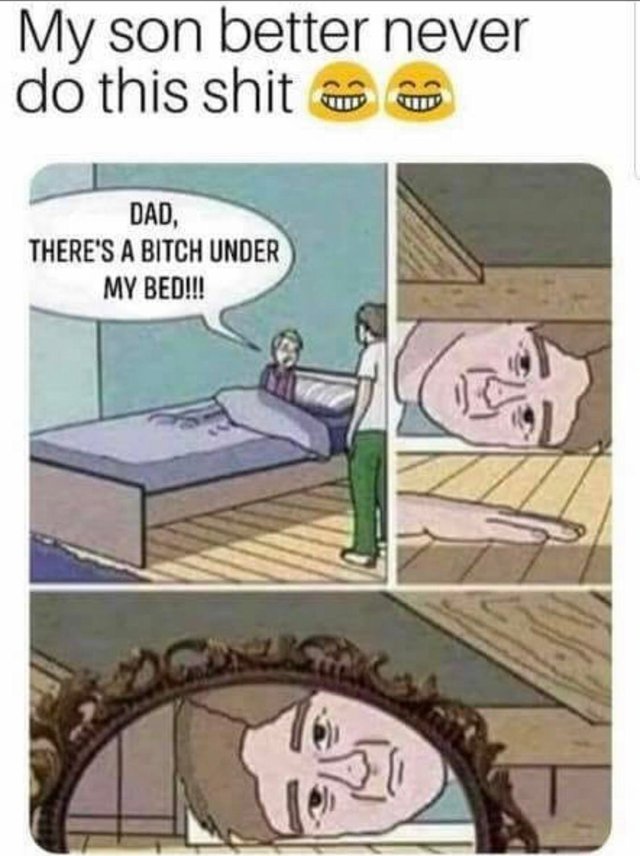 My son better never
do this shit 😂😂
DAD,
THERE'S A BITCH UNDER
MY BED!!!